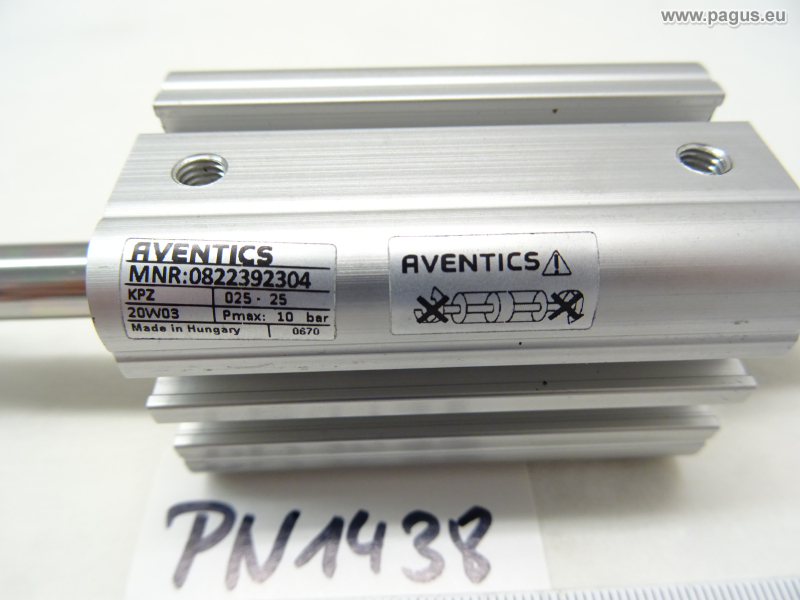 www.pagus.eu
AVENTICS
MNR:0822392304
KPZ 025 - 25
20W03 Pmax: 10 bar
Made in Hungary 0670
AVENTICS
PN1438